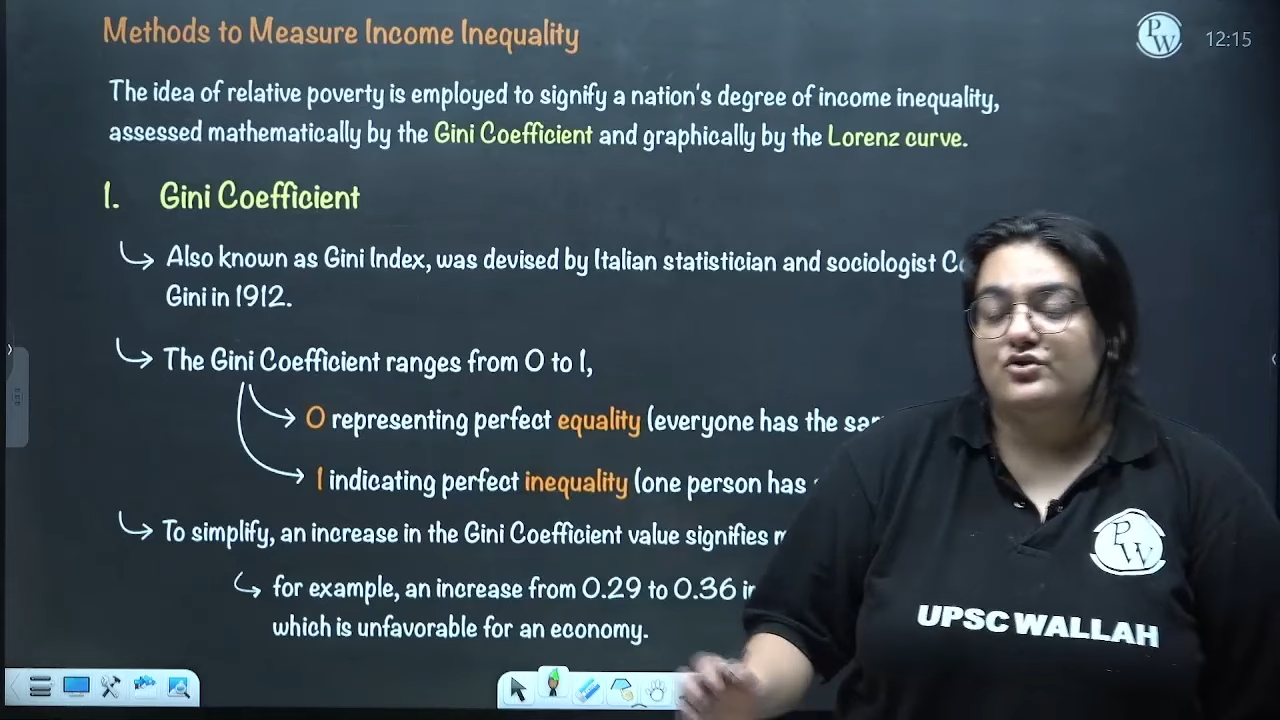 Methods to Measure Income Inequality
PW
12:15
The idea of relative poverty is employed to signify a nation's degree of income inequality,
assessed mathematically by the Gini Coefficient and graphically by the Lorenz curve.
1. Gini Coefficient
Also known as Gini Index, was devised by Italian statistician and sociologist
Gini in 1912.
The Gini Coefficient ranges from 0 to 1,
0 representing perfect equality (everyone has the
1 indicating perfect inequality (one person has
To simplify, an increase in the Gini Coefficient value signifies
for example, an increase from 0.29 to 0.36
which is unfavorable for an economy.
PW
UPSC WALLAH